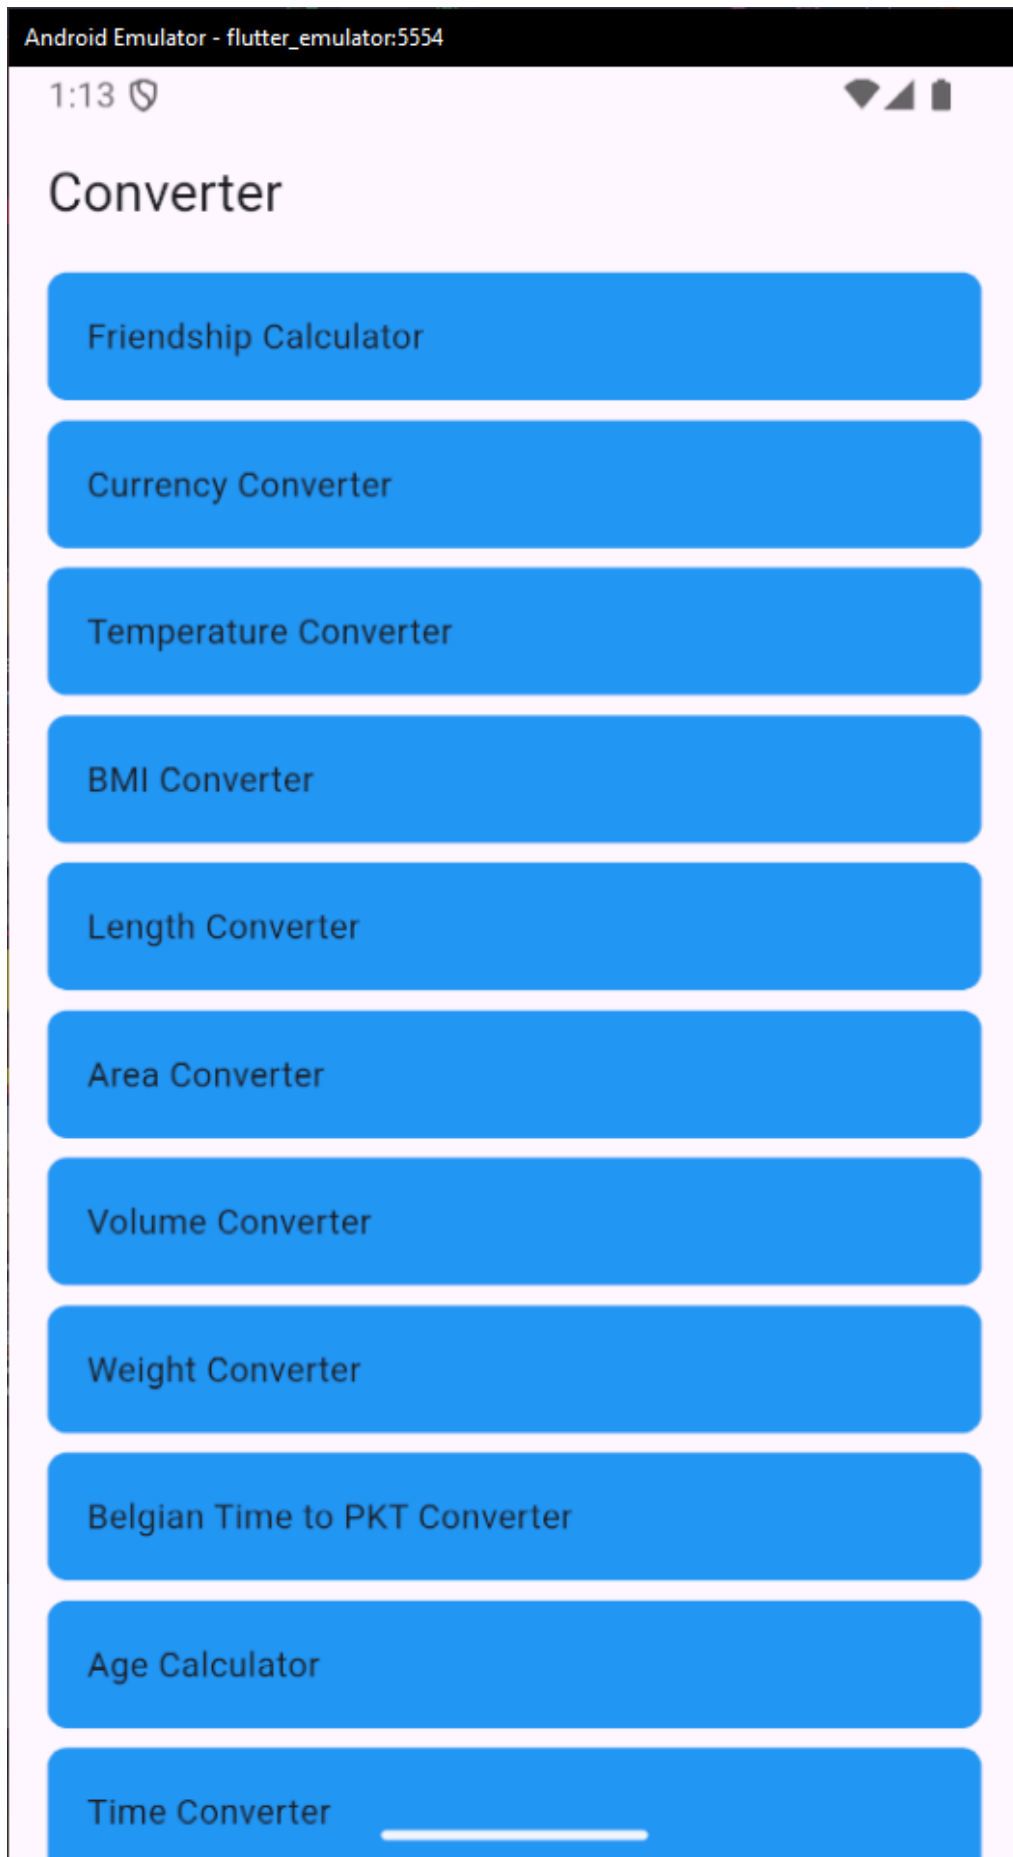 Android Emulator - flutter_emulator:5554
1:13
Converter
Friendship Calculator
Currency Converter
Temperature Converter
BMI Converter
Length Converter
Area Converter
Volume Converter
Weight Converter
Belgian Time to PKT Converter
Age Calculator
Time Converter